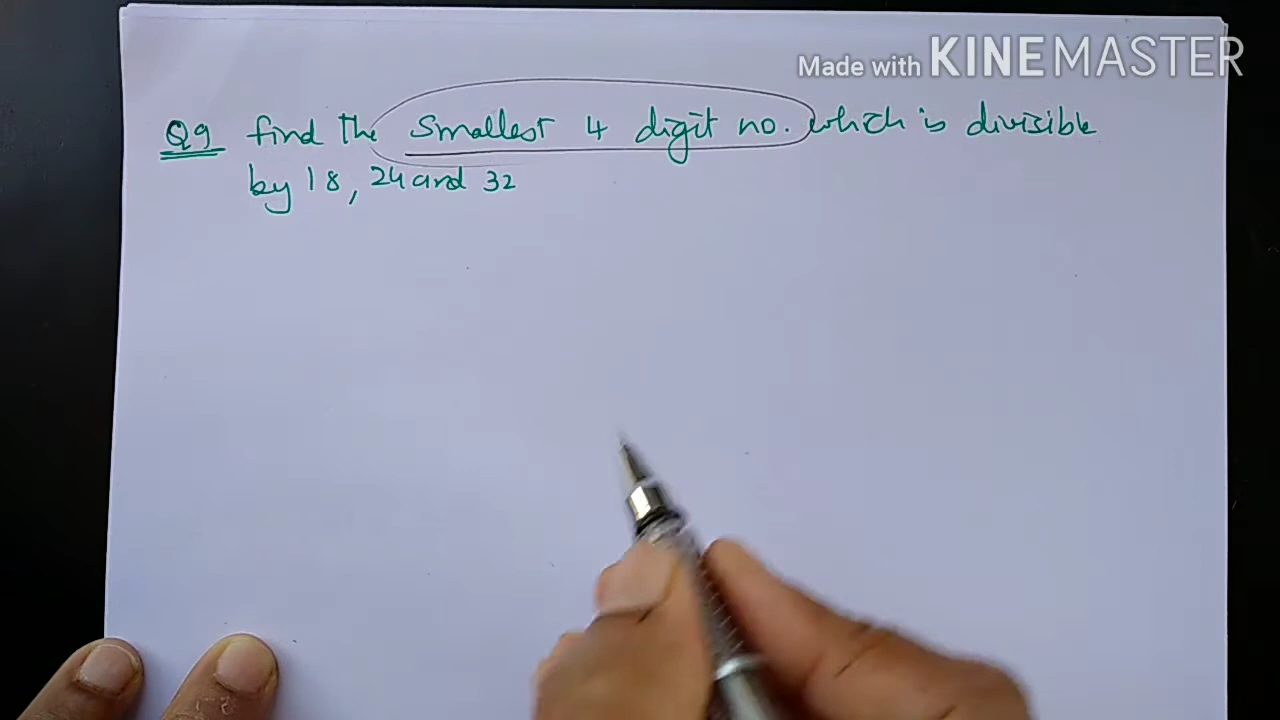 Made with KINEMASTER
Q9 find the smallest 4 digit no. which is divisible
by 18, 24 and 32